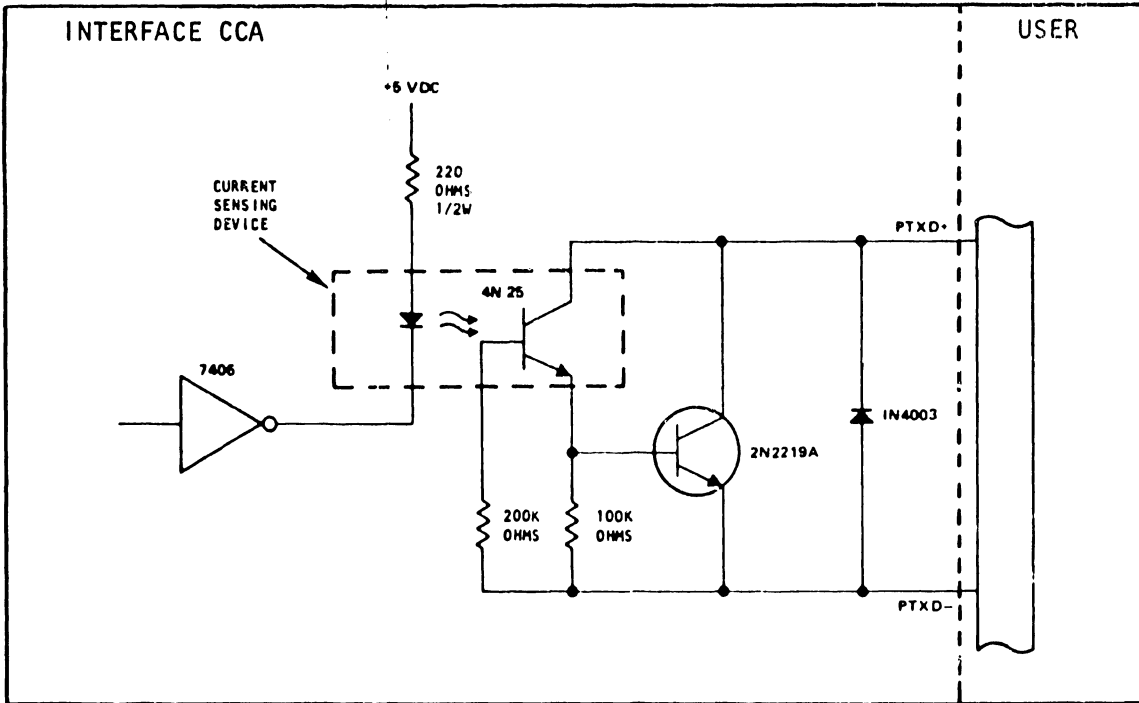 INTERFACE CCA
USER
+5 VDC
220
OHMS
1/2W
CURRENT
SENSING
DEVICE
4N 25
PTXD+
7406
IN4003
2N2219A
200K
OHMS
100K
OHMS
PTXD-